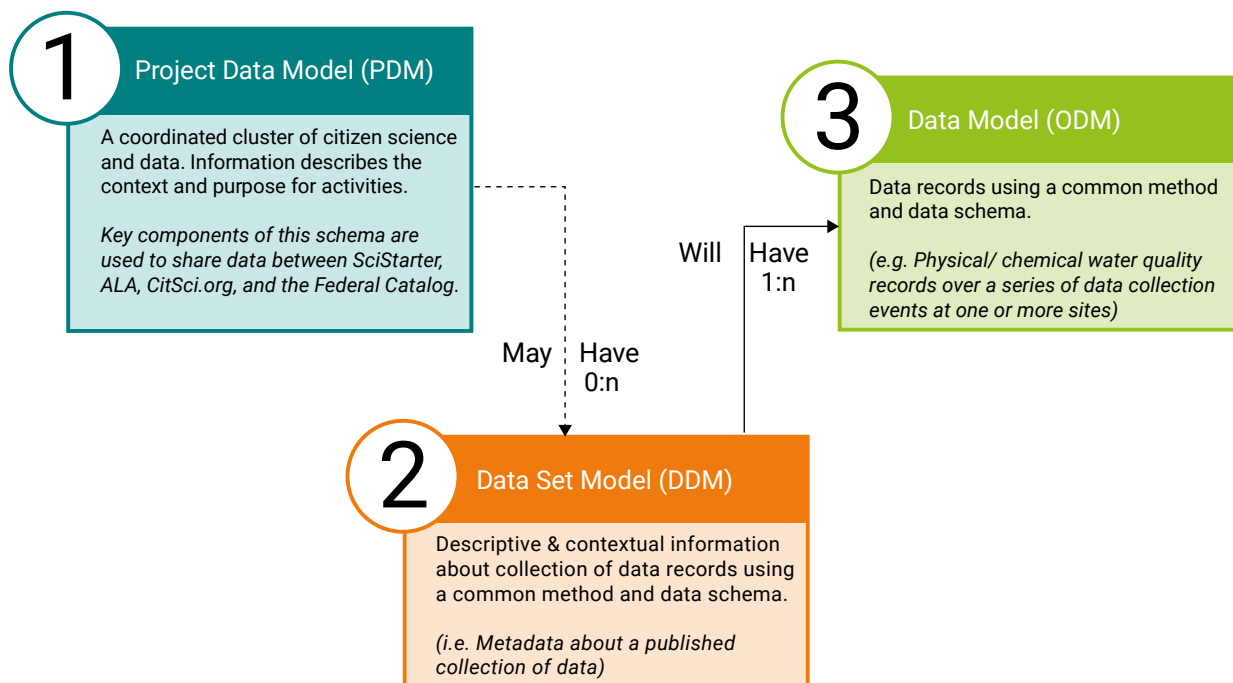 1
Project Data Model (PDM)
A coordinated cluster of citizen science
and data. Information describes the
context and purpose for activities.
Key components of this schema are
used to share data between SciStarter,
ALA, CitSci.org, and the Federal Catalog.
May Have
0:n
2
Data Set Model (DDM)
Descriptive & contextual information
about collection of data records using
a common method and data schema.
(i.e. Metadata about a published
collection of data)
Will Have
1:n
3
Data Model (ODM)
Data records using a common method
and data schema.
(e.g. Physical/ chemical water quality
records over a series of data collection
events at one or more sites)